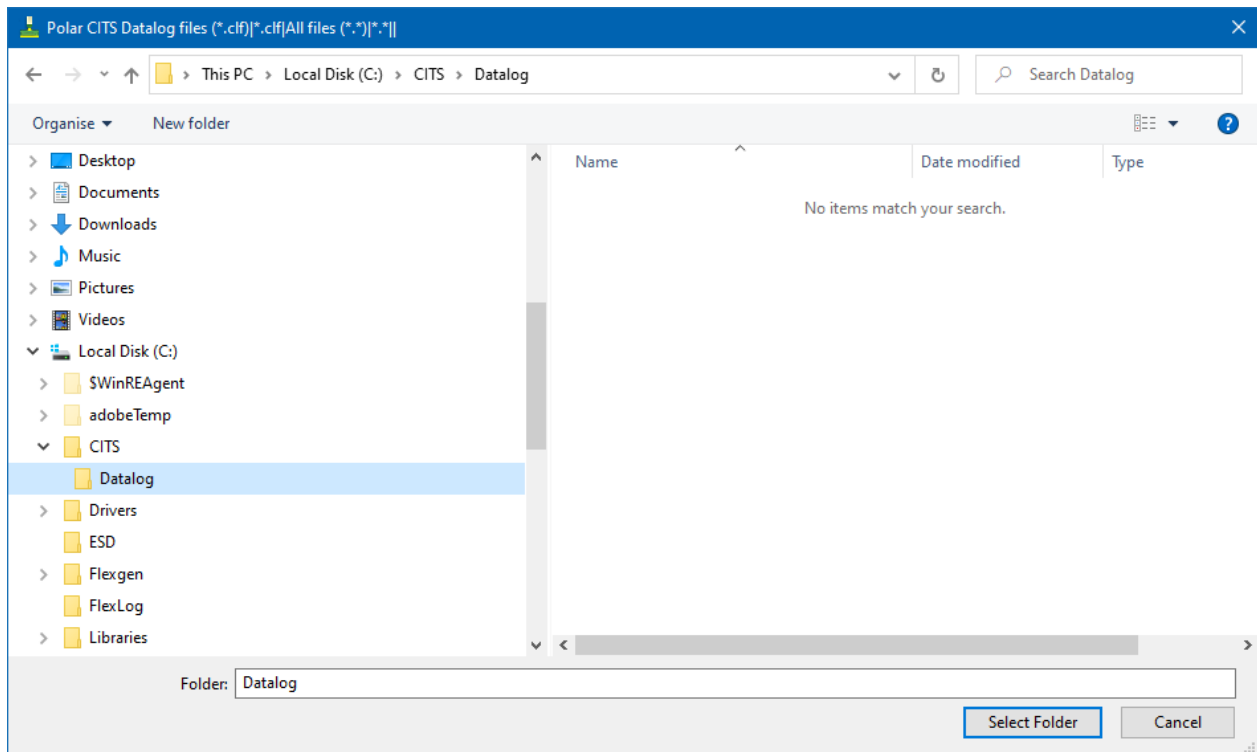 Polar CITS Datalog files (*.clf)|*.clf|All files (*.*)|*.*||
This PC > Local Disk (C:) > CITS > Datalog
Search Datalog
Organise
New folder
?
Desktop
Documents
Downloads
Music
Pictures
Videos
Local Disk (C:)
$WinREAgent
adobeTemp
CITS
Datalog
Drivers
ESD
Flexgen
FlexLog
Libraries
Name
Date modified
Type
No items match your search.
Folder: Datalog
Select Folder
Cancel